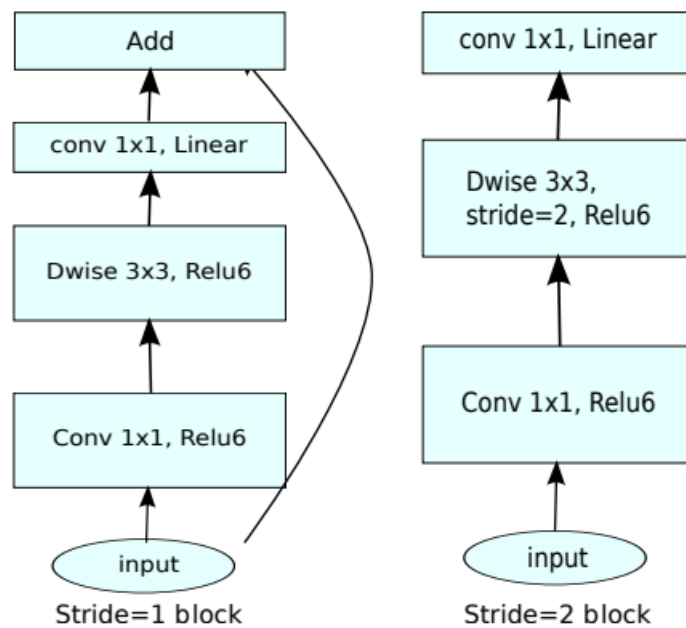 Add
conv 1x1, Linear
Dwise 3x3, Relu6
Conv 1x1, Relu6
input
Stride=1 block
conv 1x1, Linear
Dwise 3x3,
stride=2, Relu6
Conv 1x1, Relu6
input
Stride=2 block